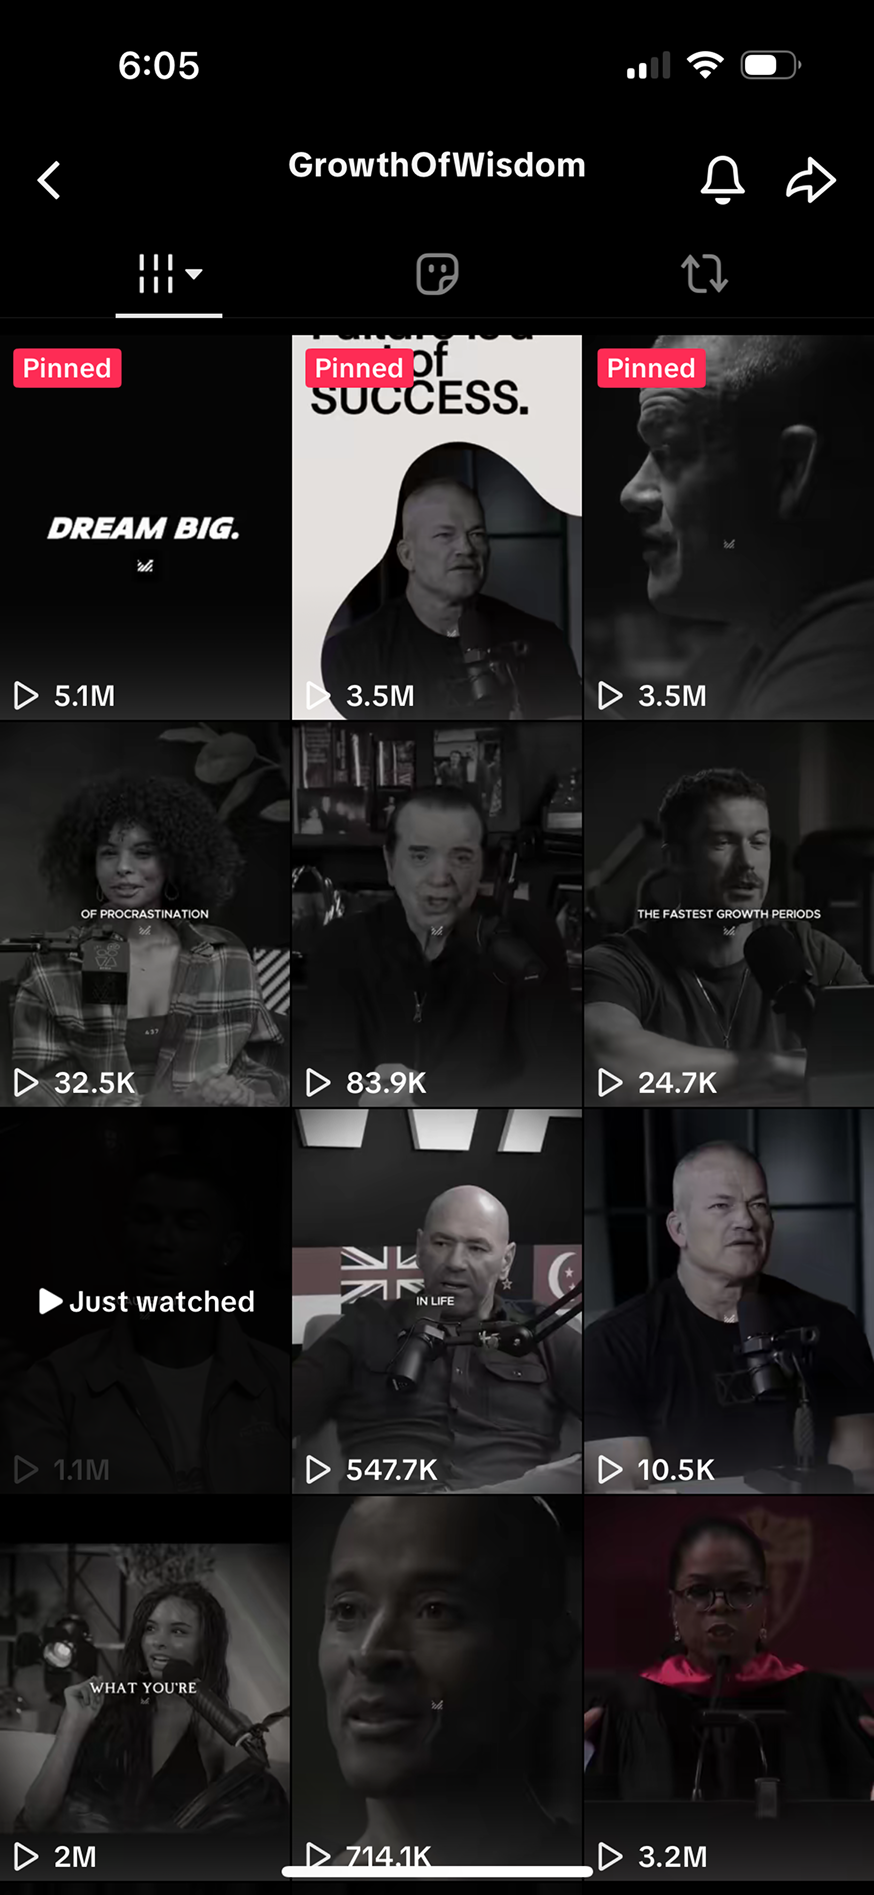 6:05
GrowthOfWisdom
Pinned
DREAM BIG.
5.1M
Pinned
of
SUCCESS.
3.5M
Pinned
3.5M
OF PROCRASTINATION
32.5K
83.9K
THE FASTEST GROWTH PERIODS
24.7K
Just watched
1.1M
IN LIFE
547.7K
10.5K
WHAT YOU'RE
2M
714.1K
3.2M